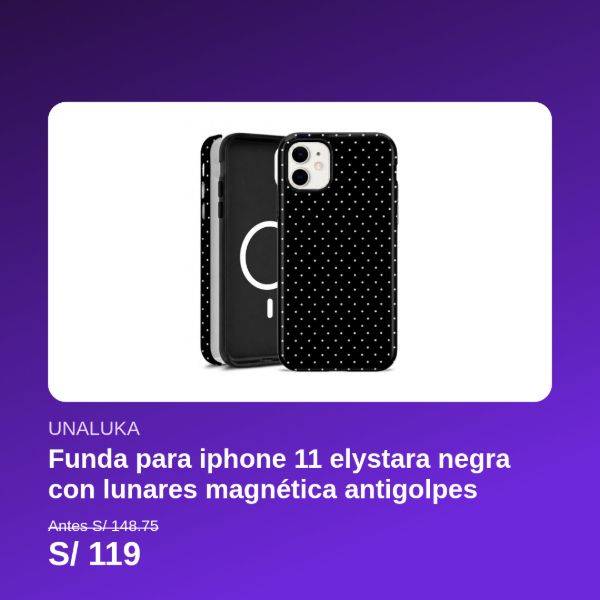 UNALUKA
Funda para iphone 11 elystara negra
con lunares magnética antigolpes
Antes S/ 148.75
S/ 119